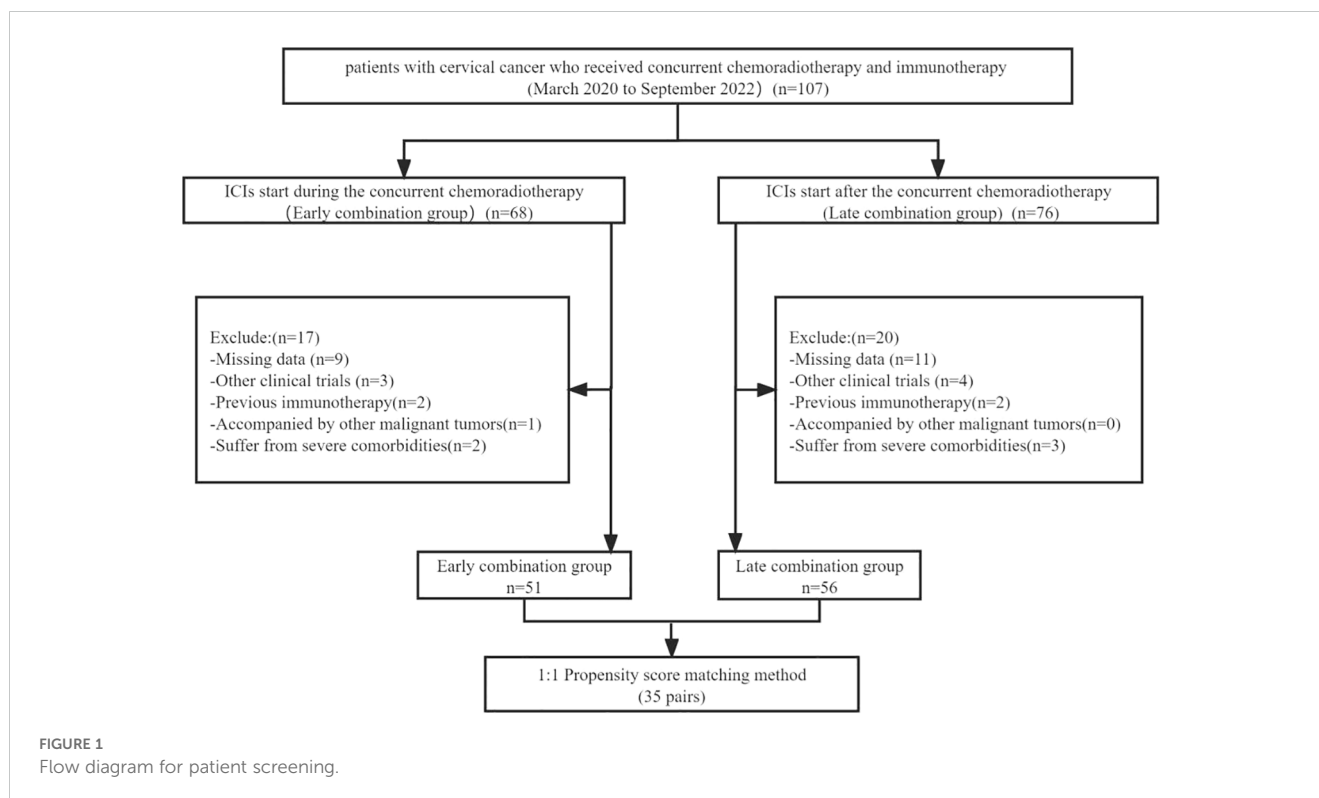 patients with cervical cancer who received concurrent chemoradiotherapy and immunotherapy
(March 2020 to September 2022）(n=107)
ICIs start during the concurrent chemoradiotherapy
（Early combination group）(n=68)
ICIs start after the concurrent chemoradiotherapy
(Late combination group) (n=76)
Exclude:(n=17)
-Missing data (n=9)
-Other clinical trials (n=3)
-Previous immunotherapy(n=2)
-Accompanied by other malignant tumors(n=1)
-Suffer from severe comorbidities(n=2)
Exclude:(n=20)
-Missing data (n=11)
-Other clinical trials (n=4)
-Previous immunotherapy(n=2)
-Accompanied by other malignant tumors(n=0)
-Suffer from severe comorbidities(n=3)
Early combination group
n=51
Late combination group
n=56
1:1 Propensity score matching method
(35 pairs)
FIGURE 1
Flow diagram for patient screening.